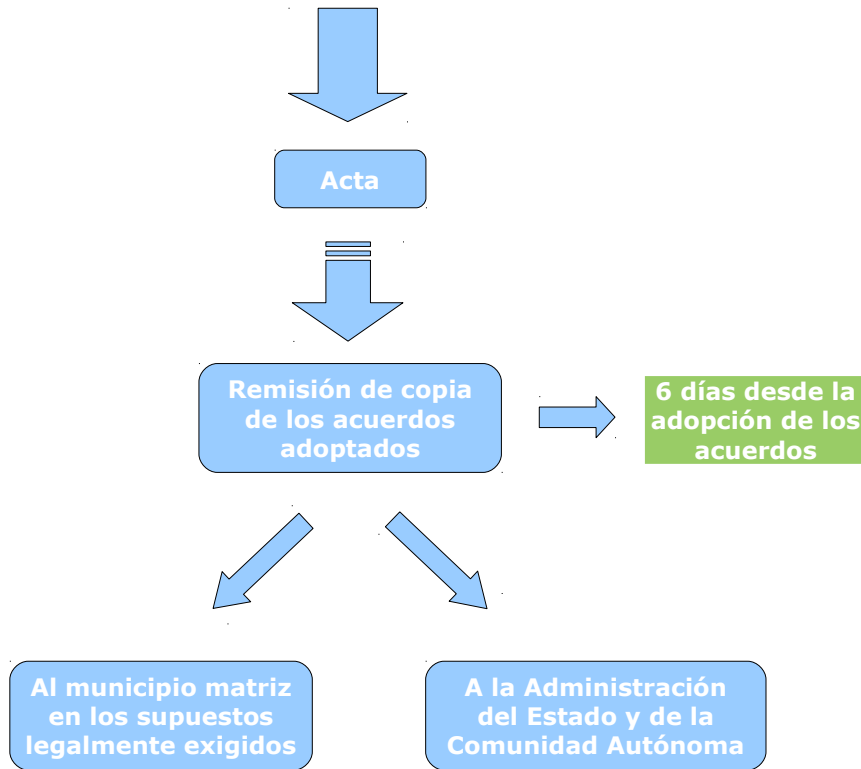 Acta
Remisión de copia
de los acuerdos
adoptados
6 días desde la
adopción de los
acuerdos
Al municipio matriz
en los supuestos
legalmente exigidos
A la Administración
del Estado y de la
Comunidad Autónoma